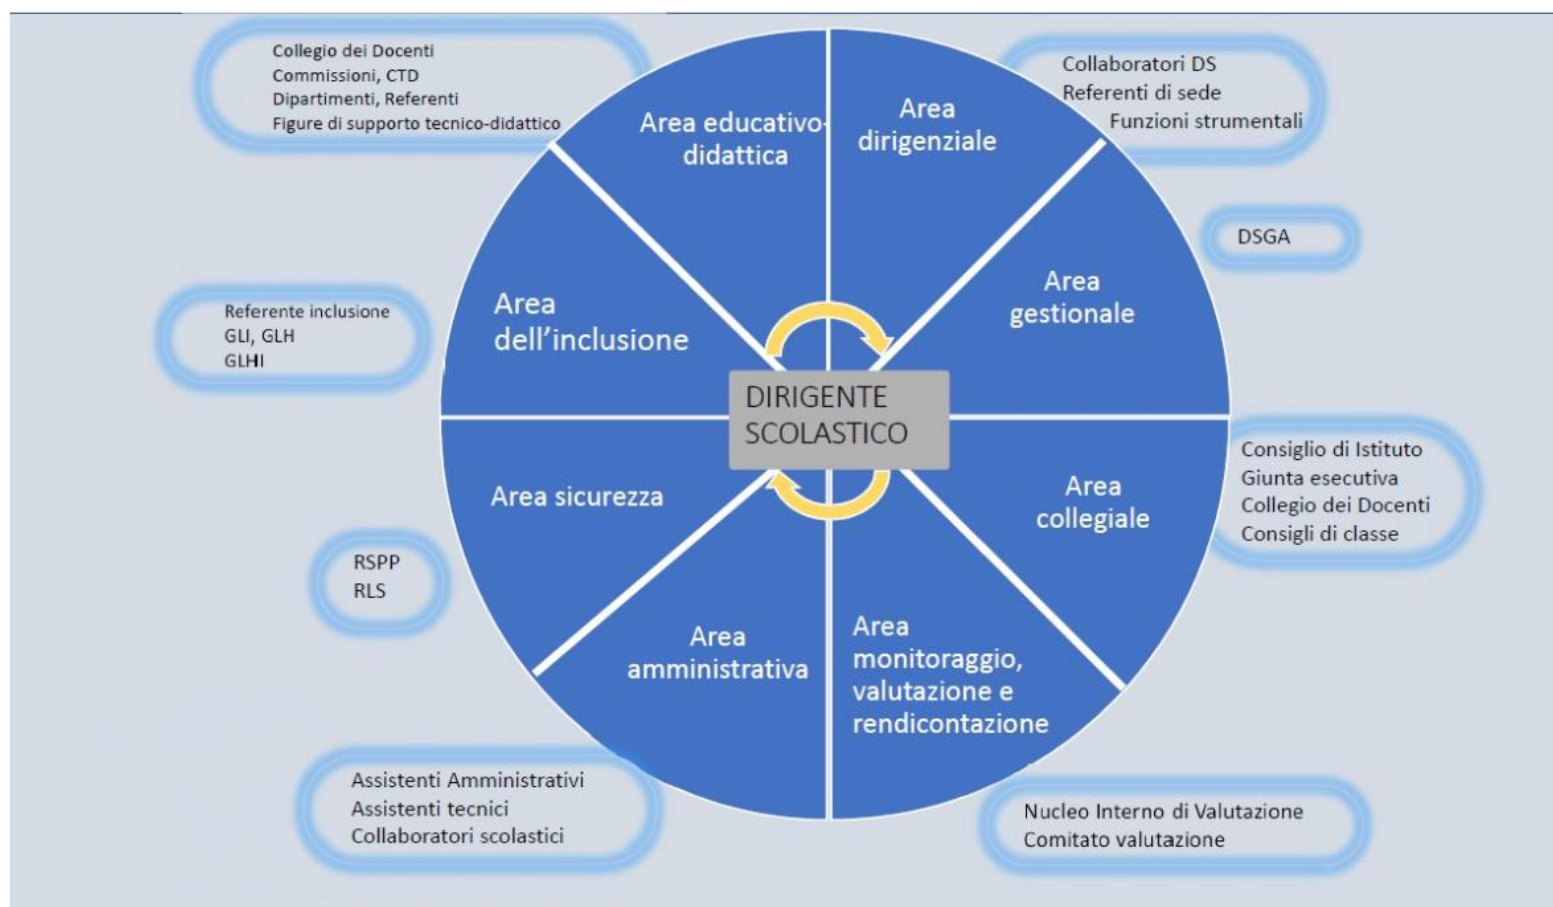 Collegio dei Docenti
Commissioni, CTD
Dipartimenti, Referenti
Figure di supporto tecnico-didattico
Area educativo-
didattica
Area
dirigenziale
Collaboratori DS
Referenti di sede
Funzioni strumentali
DSGA
Area
gestionale
Area
dell’inclusione
Referente inclusione
GLI, GLH
GLHI
DIRIGENTE
SCOLASTICO
Area sicurezza
RSPP
RLS
Area
collegiale
Consiglio di Istituto
Giunta esecutiva
Collegio dei Docenti
Consigli di classe
Area
amministrativa
Area
monitoraggio,
valutazione e
rendicontazione
Assistenti Amministrativi
Assistenti tecnici
Collaboratori scolastici
Nucleo Interno di Valutazione
Comitato valutazione